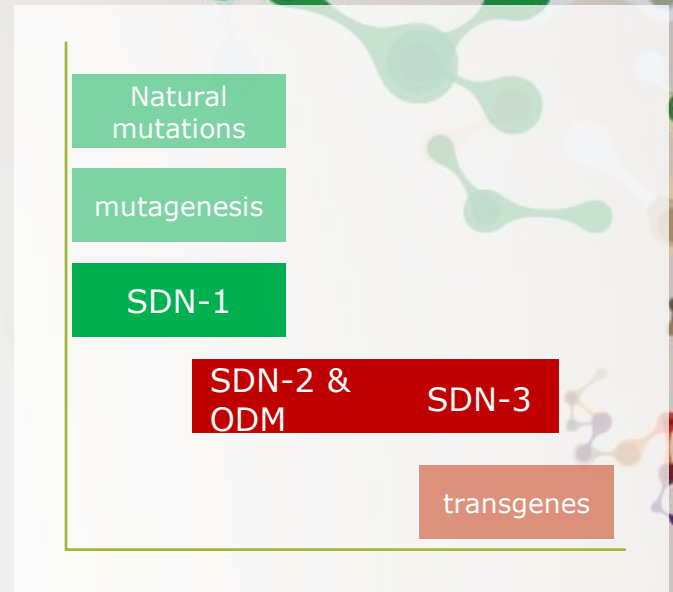 Natural
mutations
mutagenesis
SDN-1
SDN-2 &
ODM
SDN-3
transgenes